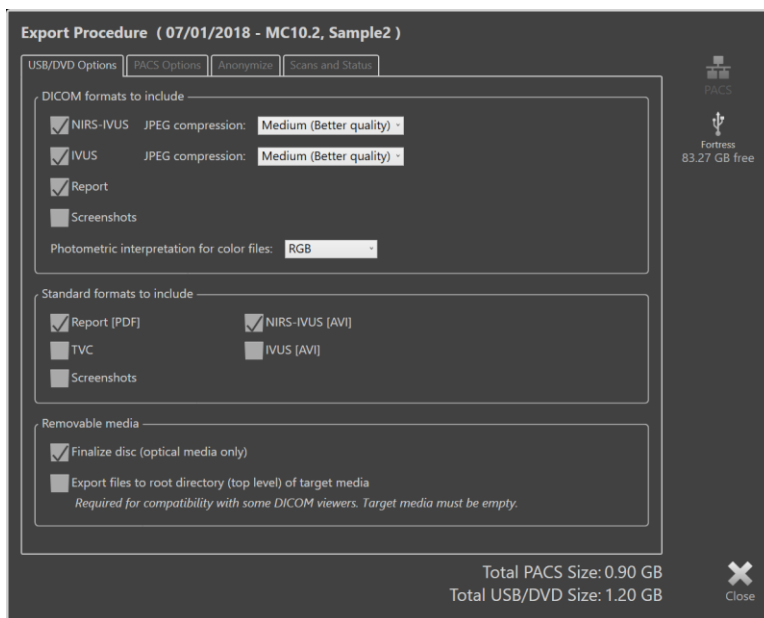 Export Procedure ( 07/01/2018 - MC10.2, Sample2 )
USB/DVD Options PACS Options Anonymize Scans and Status
PACS
Fortress
83.27 GB free
DICOM formats to include
NIRS-IVUS JPEG compression: Medium (Better quality)
IVUS JPEG compression: Medium (Better quality)
Report
Screenshots
Photometric interpretation for color files: RGB
Standard formats to include
Report [PDF] NIRS-IVUS [AVI]
TVC IVUS [AVI]
Screenshots
Removable media
Finalize disc (optical media only)
Export files to root directory (top level) of target media
Required for compatibility with some DICOM viewers. Target media must be empty.
Total PACS Size: 0.90 GB
Total USB/DVD Size: 1.20 GB
Close